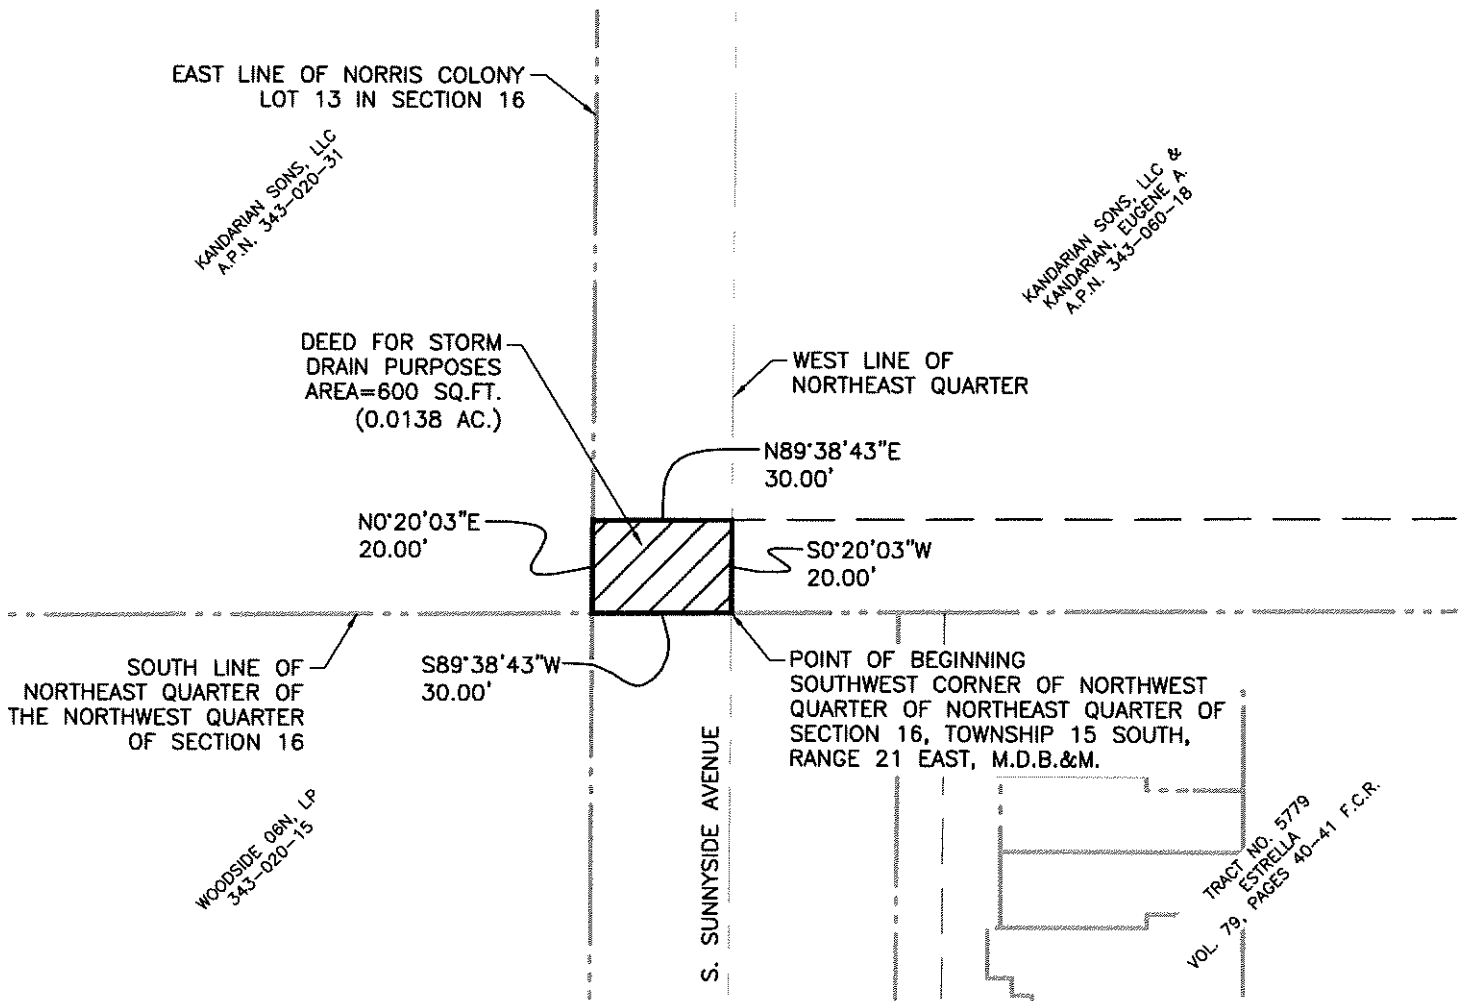 EAST LINE OF NORRIS COLONY
LOT 13 IN SECTION 16
KANDARIAN SONS, LLC
A.P.N. 343-020-31
KANDARIAN SONS, LLC &
KANDARIAN, EUGENE A.
A.P.N. 343-060-18
DEED FOR STORM
DRAIN PURPOSES
AREA=600 SQ.FT.
(0.0138 AC.)
WEST LINE OF
NORTHEAST QUARTER
N89°38'43"E
30.00'
N0°20'03"E
20.00'
S0°20'03"W
20.00'
SOUTH LINE OF
NORTHEAST QUARTER OF
THE NORTHWEST QUARTER
OF SECTION 16
S89°38'43"W
30.00'
POINT OF BEGINNING
SOUTHWEST CORNER OF NORTHWEST
QUARTER OF NORTHEAST QUARTER OF
SECTION 16, TOWNSHIP 15 SOUTH,
RANGE 21 EAST, M.D.B.&M.
S. SUNNYSIDE AVENUE
WOODSIDE 06N, LP
343-020-15
TRACT NO. 5779
ESTRELLA
VOL. 79, PAGES 40-41 F.C.R.